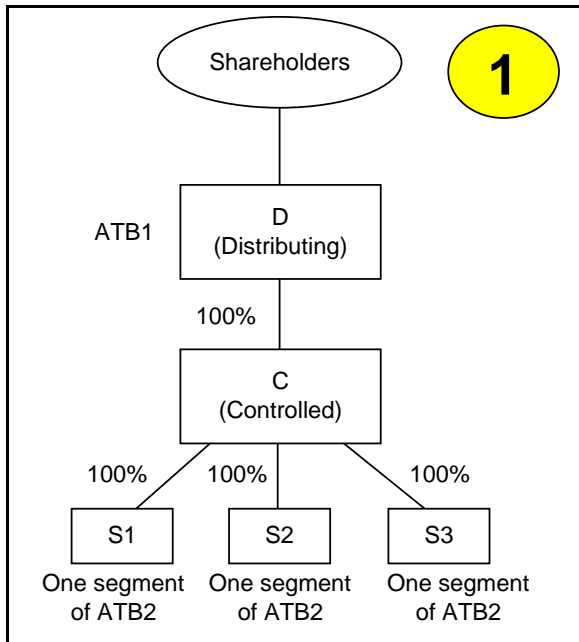 Shareholders
1
D
(Distributing)
ATB1
100%
C
(Controlled)
100%
100%
100%
S1
S2
S3
One segment
of ATB2
One segment
of ATB2
One segment
of ATB2